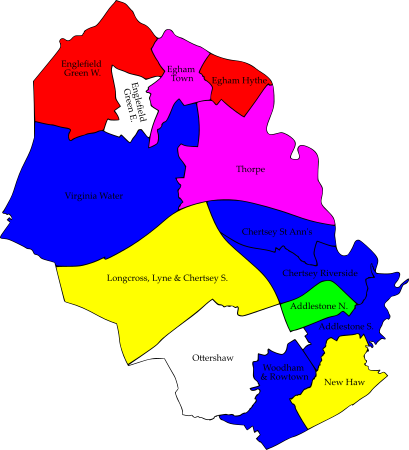 Englefield
Green W.
Egham
Town
Egham Hythe
Englefield
Green E.
Thorpe
Virginia Water
Chertsey St. Ann's
Chertsey Riverside
Longcross, Lyne & Chertsey S.
Addlestone N.
Addlestone S.
Ottershaw
Woodham
& Rowtown
New Haw